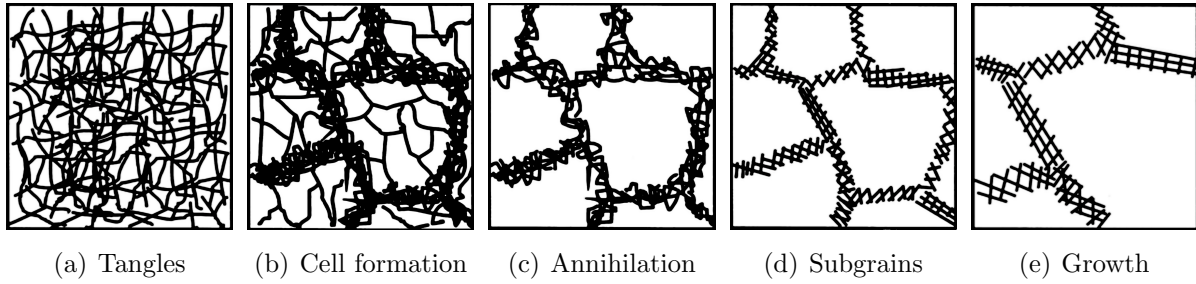 (a) Tangles
(b) Cell formation
(c) Annihilation
(d) Subgrains
(e) Growth